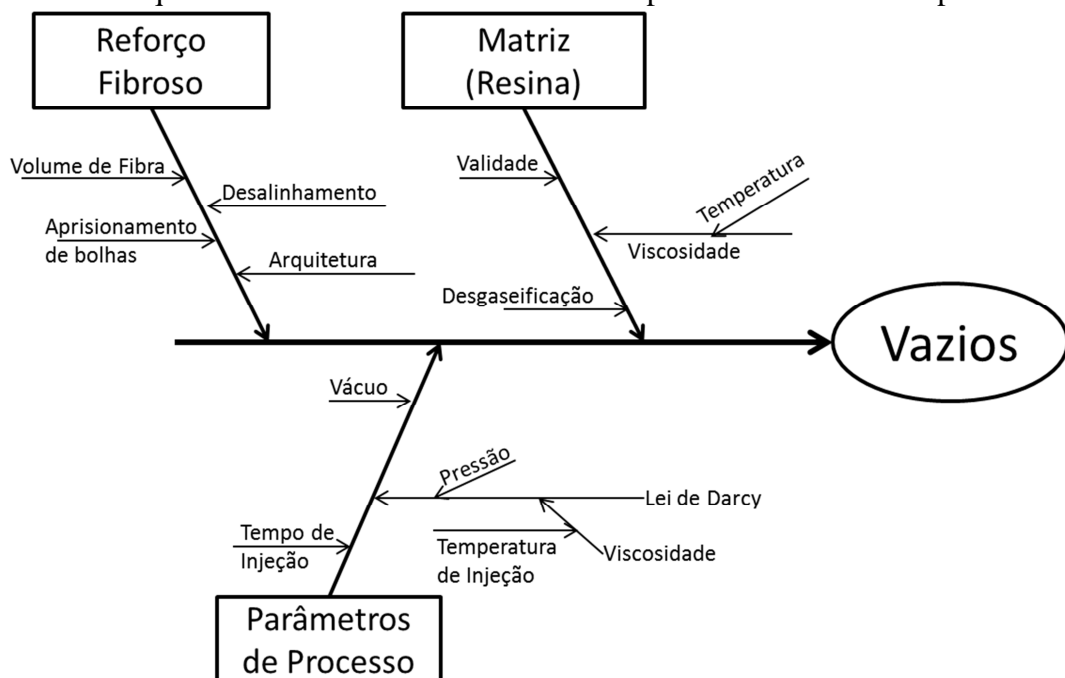 Reforço
Fibroso
Matriz
(Resina)
Volume de Fibra
Desalinhamento
Aprisionamento
de bolhas
Arquitetura
Validade
Temperatura
Viscosidade
Desgaseificação
Vazios
Vácuo
Pressão
Lei de Darcy
Tempo de
Injeção
Temperatura
de Injeção
Viscosidade
Parâmetros
de Processo